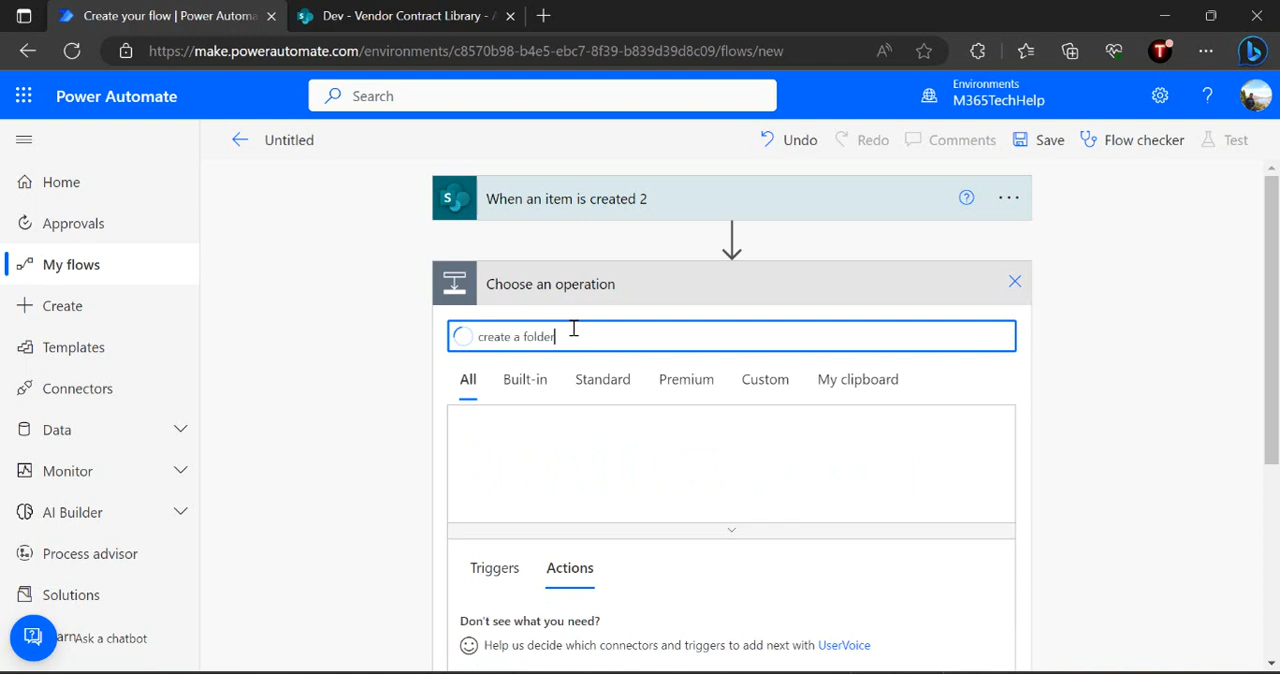 Create your flow | Power Automa
Dev - Vendor Contract Library - /
https://make.powerautomate.com/environments/c8570b98-b4e5-ebc7-8f39-b839d39d8c09/flows/new
Power Automate
Search
Environments
M365TechHelp
Untitled
Undo
Redo
Comments
Save
Flow checker
Test
Home
Approvals
My flows
Create
Templates
Connectors
Data
Monitor
AI Builder
Process advisor
Solutions
arn
Ask a chatbot
When an item is created 2
Choose an operation
create a folder
All
Built-in
Standard
Premium
Custom
My clipboard
Triggers
Actions
Don't see what you need?
Help us decide which connectors and triggers to add next with UserVoice